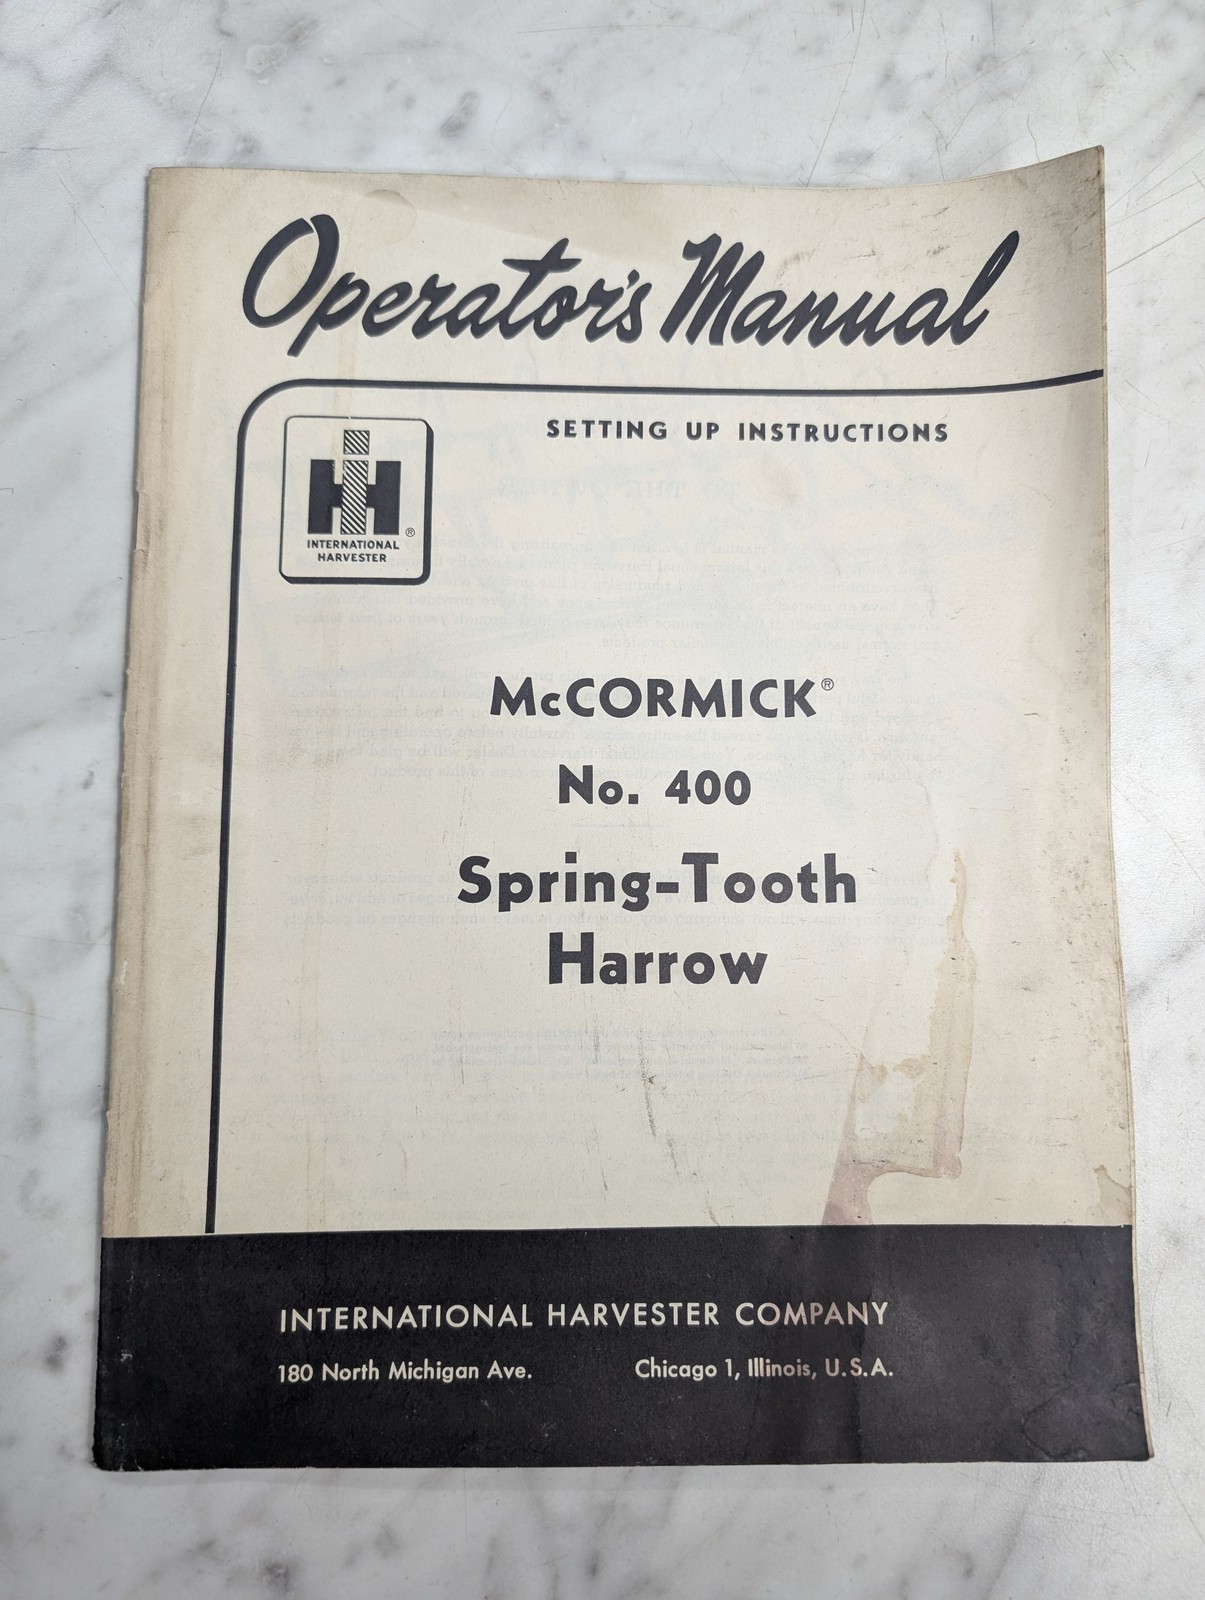 Operator's Manual
SETTING UP INSTRUCTIONS
IH ®
INTERNATIONAL
HARVESTER
McCORMICK®
No. 400
Spring-Tooth
Harrow
INTERNATIONAL HARVESTER COMPANY
180 North Michigan Ave. Chicago 1, Illinois, U.S.A.